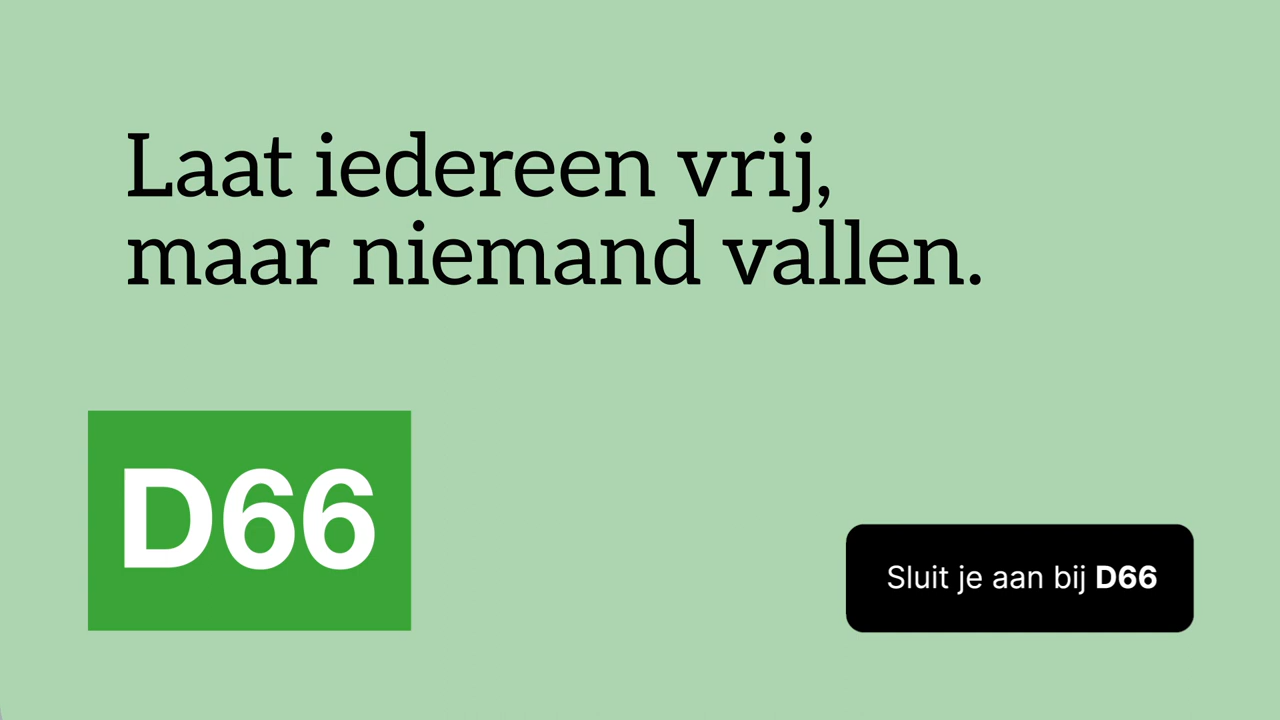 Laat iedereen vrij,
maar niemand vallen.
D66
Sluit je aan bij D66